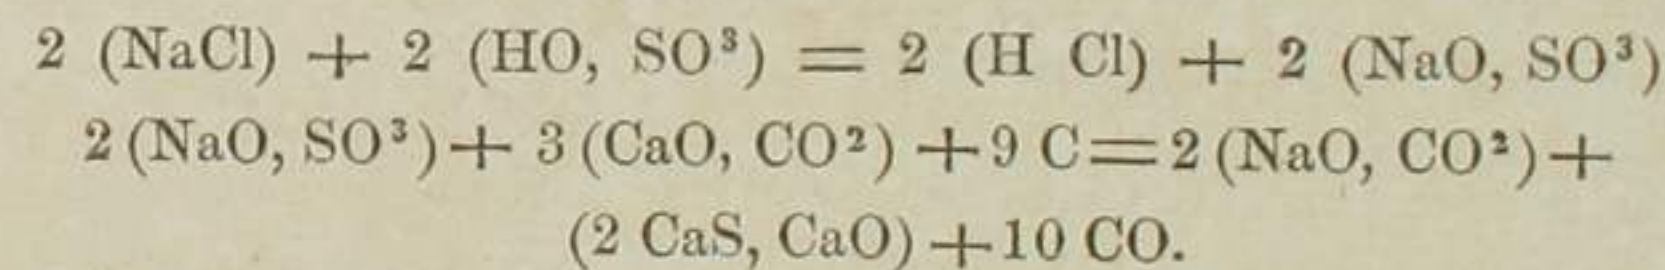 2 (NaCl) + 2 (HO, SO³) = 2 (H Cl) + 2 (NaO, SO³)
2 (NaO, SO³) + 3 (CaO, CO²) + 9 C = 2 (NaO, CO²) +
(2 CaS, CaO) + 10 CO.